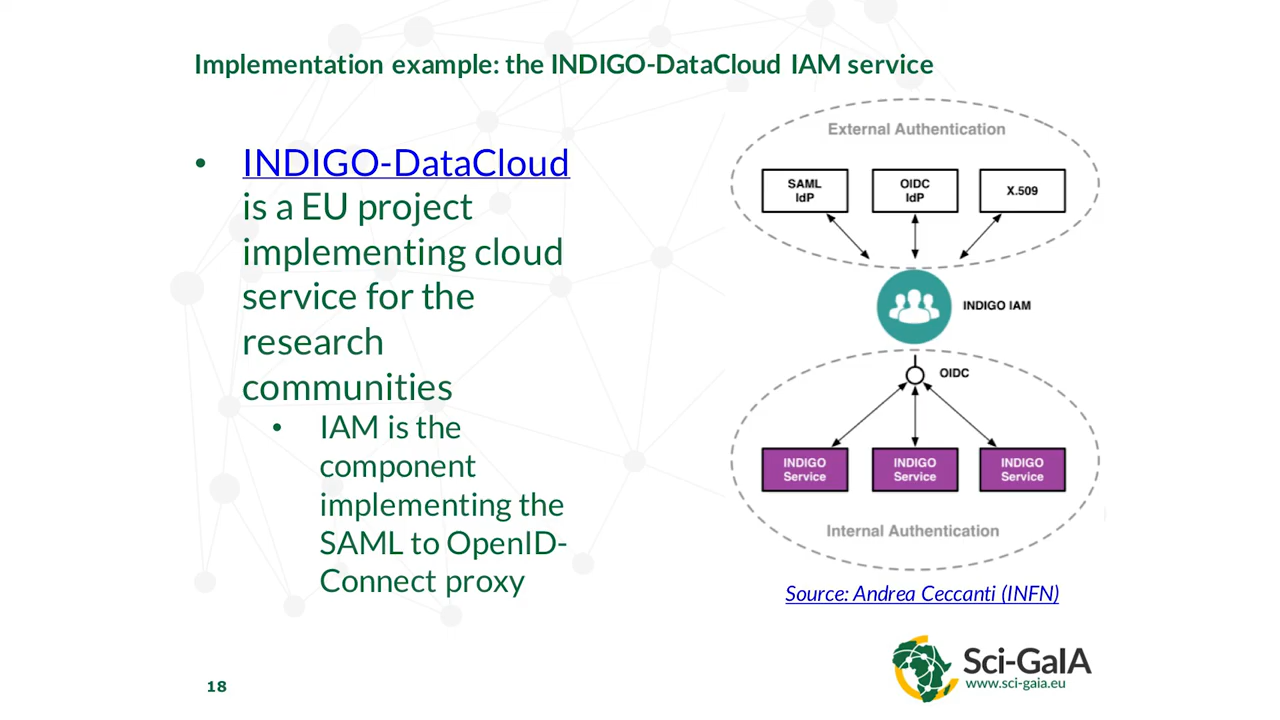 Implementation example: the INDIGO-DataCloud IAM service
• INDIGO-DataCloud
is a EU project
implementing cloud
service for the
research
communities
• IAM is the
component
implementing the
SAML to OpenID-
Connect proxy
External Authentication
SAML
IdP
OIDC
IdP
X.509
INDIGO IAM
OIDC
INDIGO
Service
INDIGO
Service
INDIGO
Service
Internal Authentication
Source: Andrea Ceccanti (INFN)
Sci-GaIA
www.sci-gaia.eu
18